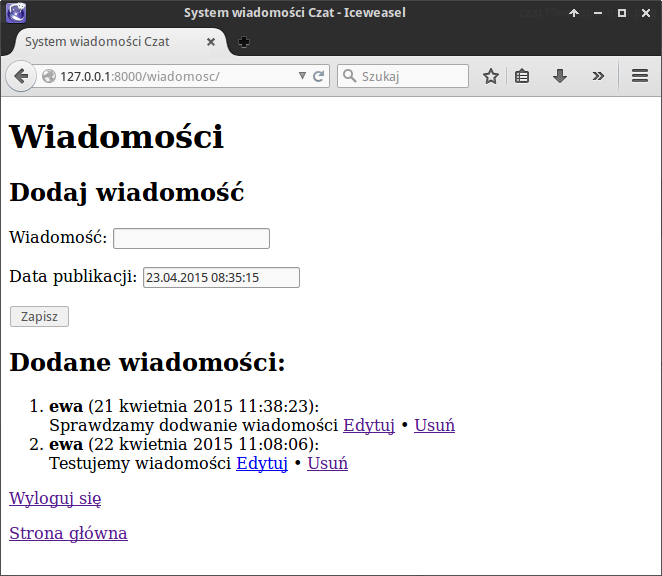 System wiadomości Czat - Iceweasel
System wiadomości Czat
127.0.0.1:8000/wiadomosc/
Szukaj
Wiadomości
Dodaj wiadomość
Wiadomość:
Data publikacji: 23.04.2015 08:35:15
Zapisz
Dodane wiadomości:
1. ewa (21 kwietnia 2015 11:38:23):
Sprawdzamy dodwanie wiadomości Edytuj • Usuń
2. ewa (22 kwietnia 2015 11:08:06):
Testujemy wiadomości Edytuj • Usuń
Wyloguj się
Strona główna